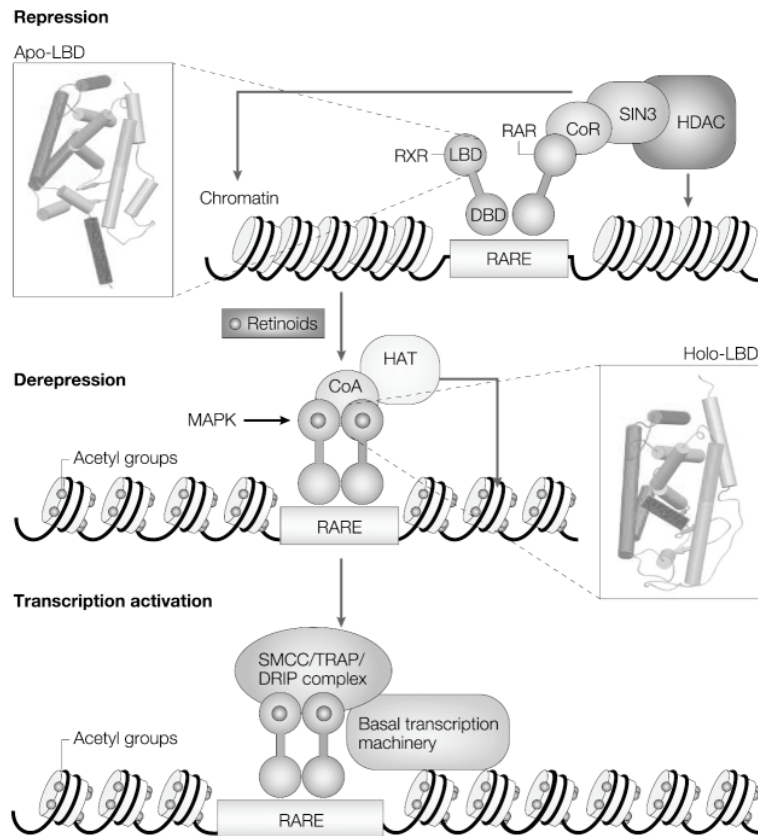 Repression
Apo-LBD
RXR
LBD
RAR
CoR
SIN3
HDAC
Chromatin
DBD
RARE
Retinoids
HAT
Holo-LBD
Derepression
CoA
MAPK
Acetyl groups
RARE
Transcription activation
SMCC/TRAP/
DRIP complex
Basal transcription
machinery
Acetyl groups
RARE